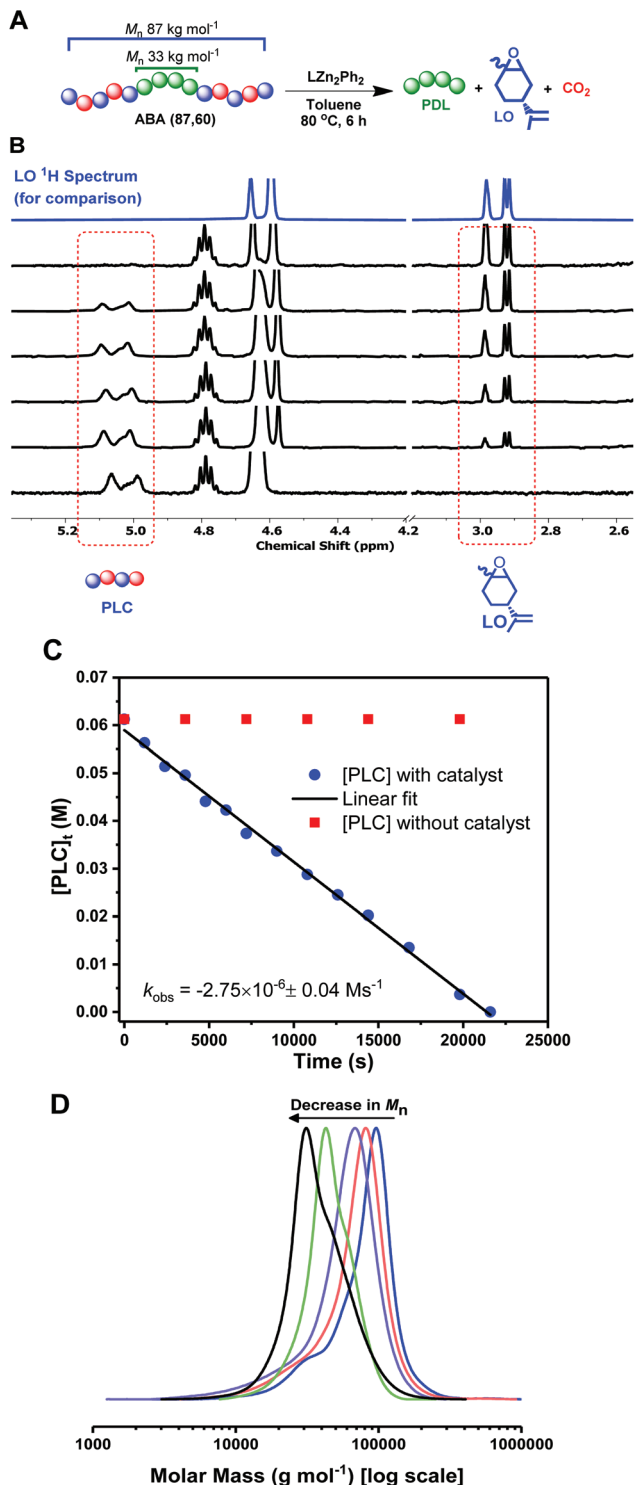 A
Mn 87 kg mol-1
Mn 33 kg mol-1
ABA (87,60)
LZn2Ph2
Toluene
80 °C, 6 h
PDL
+
O
LO
+ CO2
B
LO 1H Spectrum
(for comparison)
5.2 5.0 4.8 4.6 4.4 4.2 3.0 2.8 2.6
Chemical Shift (ppm)
PLC
O
LO
C
0.07
0.06
0.05
0.04
0.03
0.02
0.01
0.00
[PLC]t (M)
[PLC] with catalyst
Linear fit
[PLC] without catalyst
kobs = -2.75×10-6± 0.04 Ms-1
0 5000 10000 15000 20000 25000
Time (s)
D
Decrease in Mn
1000 10000 100000 1000000
Molar Mass (g mol-1) [log scale]